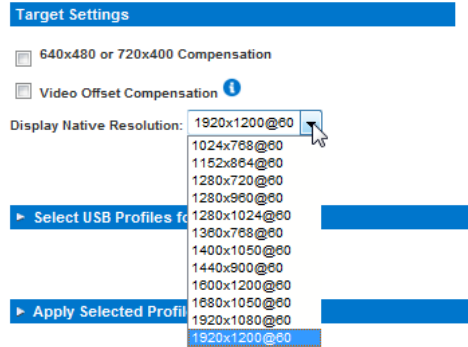 Target Settings
640x480 or 720x400 Compensation
Video Offset Compensation i
Display Native Resolution: 1920x1200@60
1024x768@60
1152x864@60
1280x720@60
1280x960@60
Select USB Profiles fo 1280x1024@60
1360x768@60
1400x1050@60
1440x900@60
1600x1200@60
1680x1050@60
Apply Selected Profil 1920x1080@60
1920x1200@60